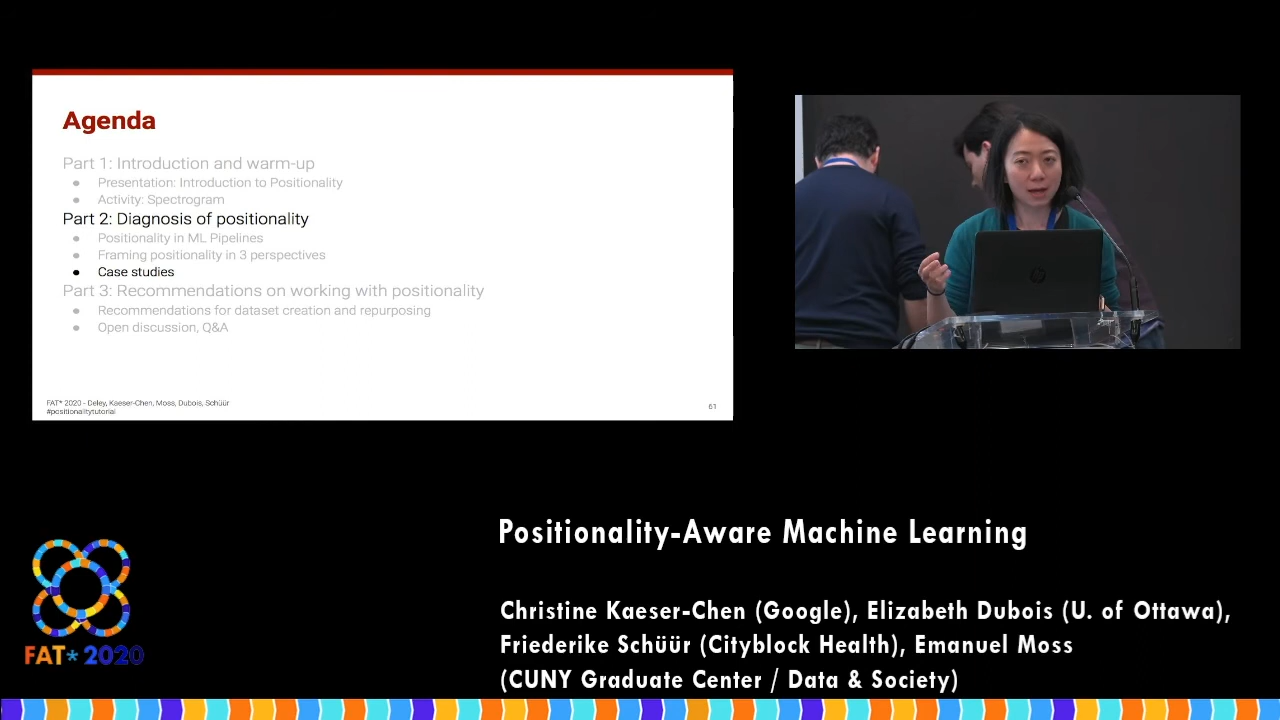 Agenda
Part 1: Introduction and warm-up
● Presentation: Introduction to Positionality
● Activity: Spectrogram
Part 2: Diagnosis of positionality
● Positionality in ML Pipelines
● Framing positionality in 3 perspectives
● Case studies
Part 3: Recommendations on working with positionality
● Recommendations for dataset creation and repurposing
● Open discussion, Q&A
FAT* 2020 - Deley, Kaeser-Chen, Moss, Dubois, Schüür
#positionalitytutorial
61
Positionality-Aware Machine Learning
Christine Kaeser-Chen (Google), Elizabeth Dubois (U. of Ottawa),
Friederike Schüür (Cityblock Health), Emanuel Moss
(CUNY Graduate Center / Data & Society)
FAT* 2020